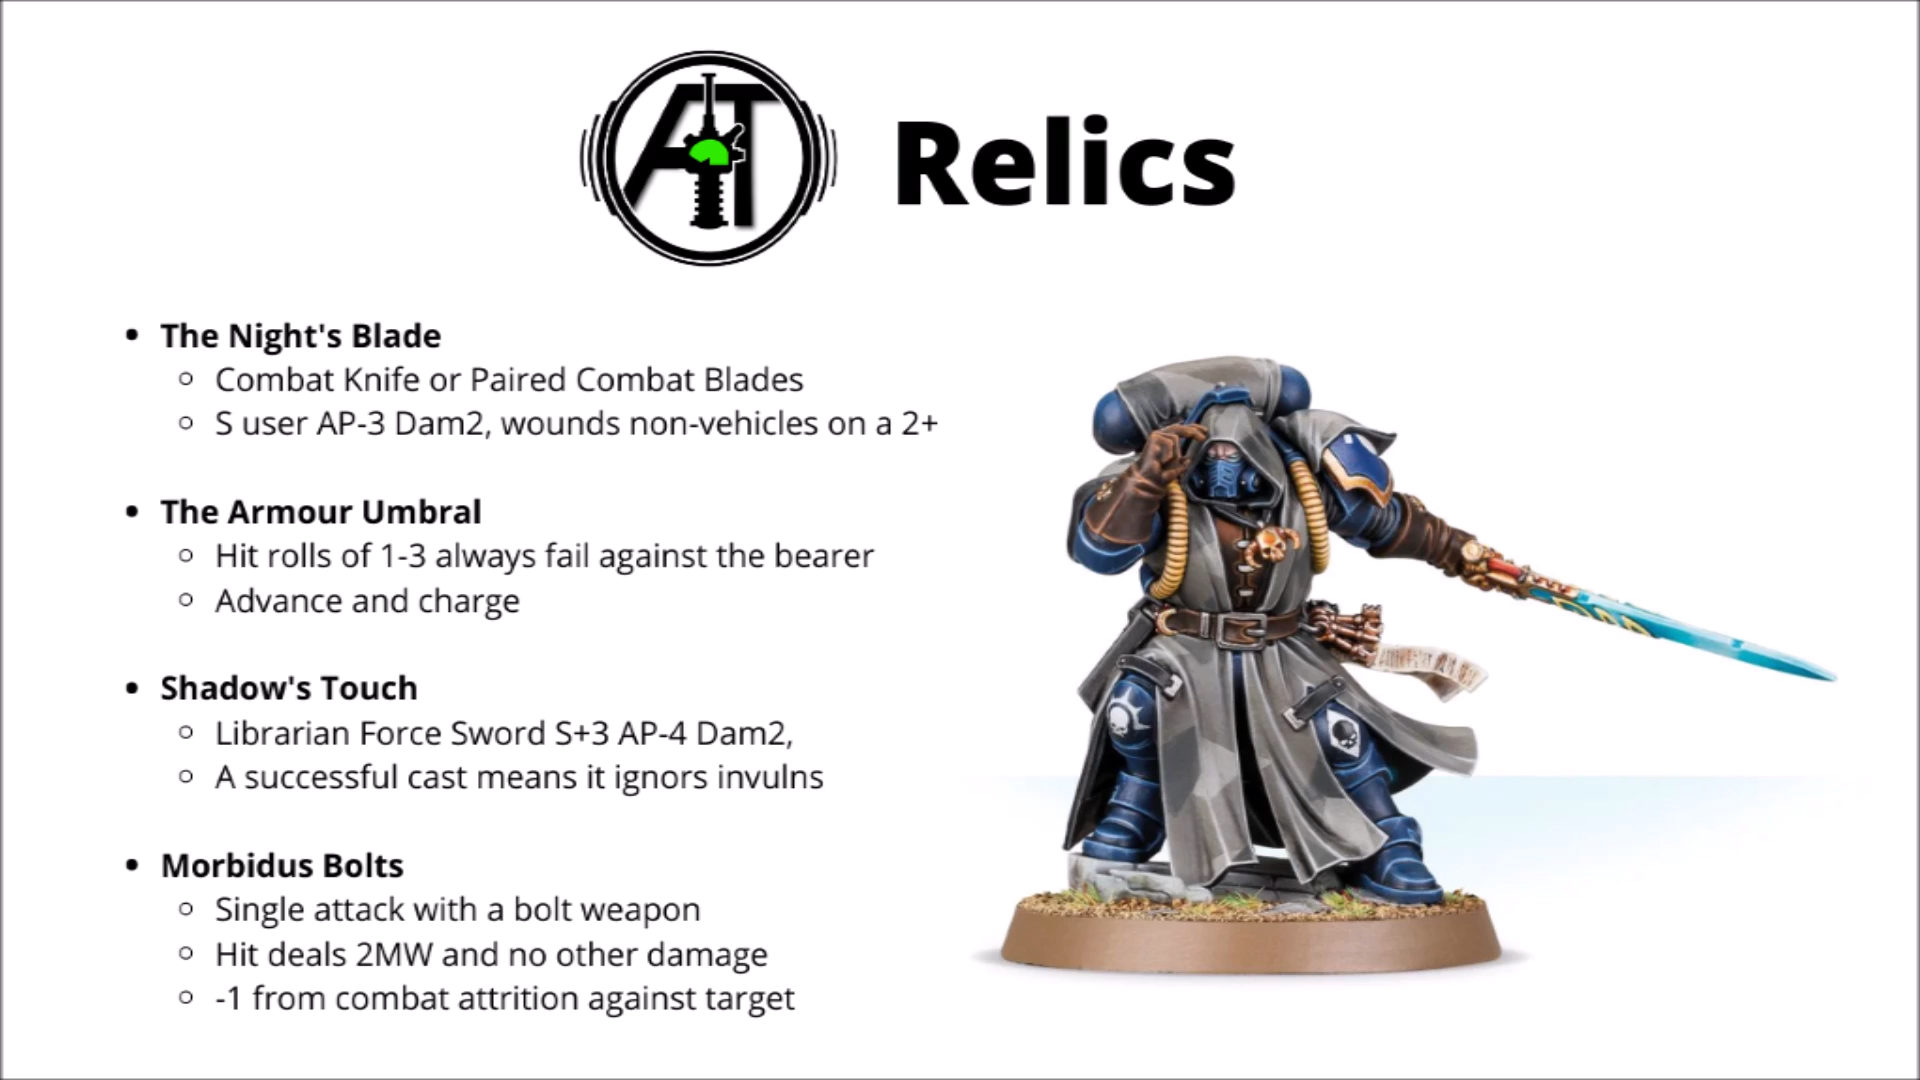 AT
Relics
• The Night's Blade
○ Combat Knife or Paired Combat Blades
○ S user AP-3 Dam2, wounds non-vehicles on a 2+
• The Armour Umbral
○ Hit rolls of 1-3 always fail against the bearer
○ Advance and charge
• Shadow's Touch
○ Librarian Force Sword S+3 AP-4 Dam2,
○ A successful cast means it ignors invulns
• Morbidus Bolts
○ Single attack with a bolt weapon
○ Hit deals 2MW and no other damage
○ -1 from combat attrition against target